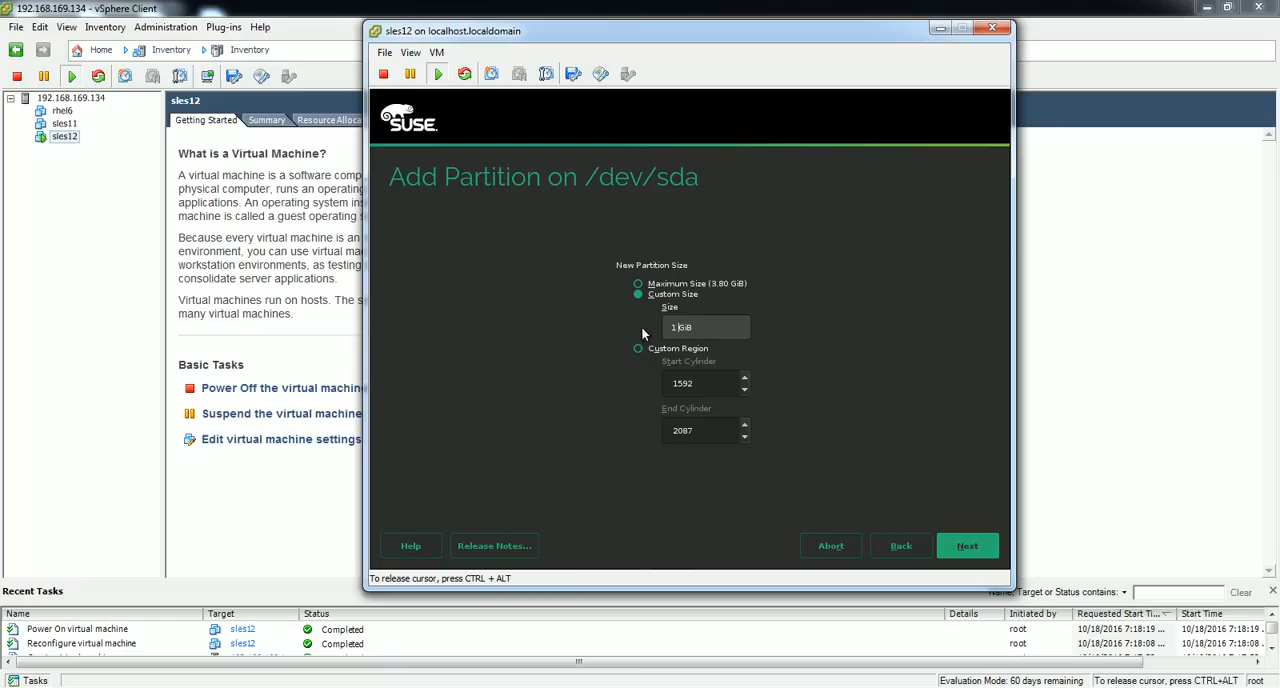 192.168.169.134 - vSphere Client
File Edit View Inventory Administration Plug-ins Help
Home Inventory Inventory
192.168.169.134
rhel6
sles11
sles12
sles12
Getting Started Summary Resource Alloca
What is a Virtual Machine?
A virtual machine is a software comp
physical computer, runs an operating
applications. An operating system ins
machine is called a guest operating s
Because every virtual machine is an
environment, you can use virtual ma
workstation environments, as testing
consolidate server applications.
Virtual machines run on hosts. The s
many virtual machines.
Basic Tasks
Power Off the virtual machin
Suspend the virtual machine
Edit virtual machine settings
sles12 on localhost.localdomain
File View VM
SUSE
Add Partition on /dev/sda
New Partition Size
Maximum Size (3.80 GiB)
Custom Size
Size
1 GiB
Custom Region
Start Cylinder
1592
End Cylinder
2087
Help Release Notes... Abort Back Next
To release cursor, press CTRL + ALT
Recent Tasks
Name, Target or Status contains: Clear
Name Target Status Details Initiated by Requested Start Ti... Start Time
Power On virtual machine sles12 Completed root 10/18/2016 7:18:19 ... 10/18/2016 7:18:19 .
Reconfigure virtual machine sles12 Completed root 10/18/2016 7:18:08 ... 10/18/2016 7:18:08 .
Tasks Evaluation Mode: 60 days remaining To release cursor, press CTRL+ALT root